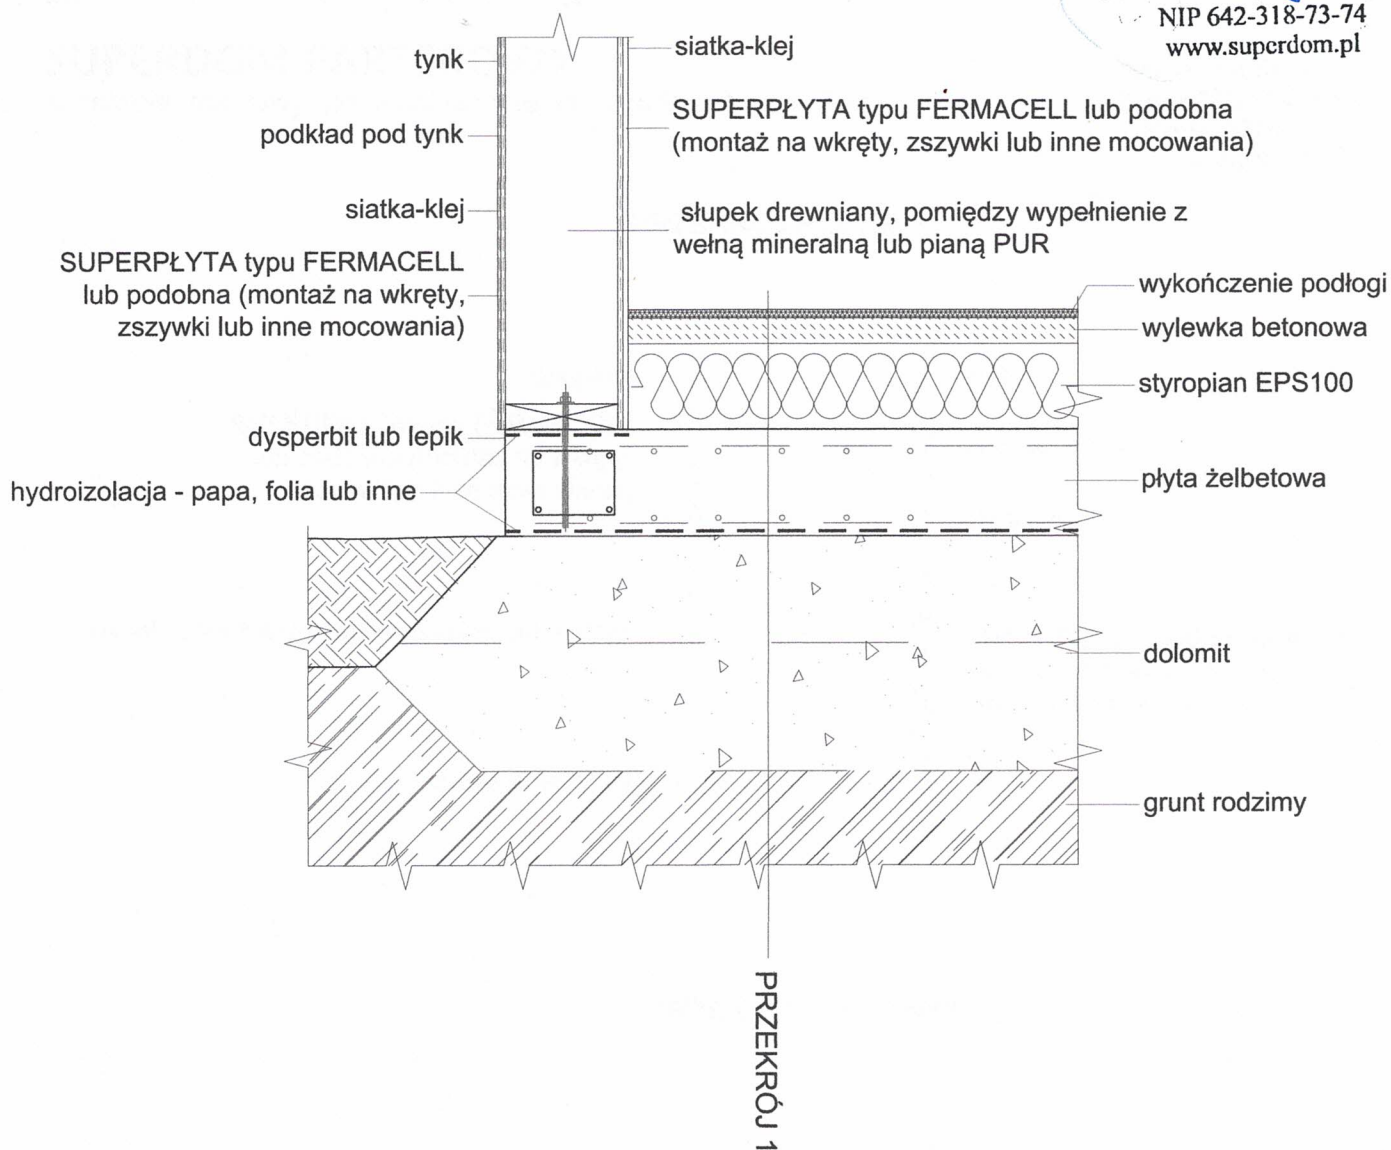 NIP 642-318-73-74
www.superdom.pl
tynk
podkład pod tynk
siatka-klej
SUPERPŁYTA typu FERMACELL
lub podobna (montaż na wkręty,
zszywki lub inne mocowania)
dysperbit lub lepik
hydroizolacja - papa, folia lub inne
siatka-klej
SUPERPŁYTA typu FERMACELL lub podobna
(montaż na wkręty, zszywki lub inne mocowania)
słupek drewniany, pomiędzy wypełnienie z
wełną mineralną lub pianą PUR
wykończenie podłogi
wylewka betonowa
styropian EPS100
płyta żelbetowa
dolomit
grunt rodzimy
PRZEKRÓJ 1